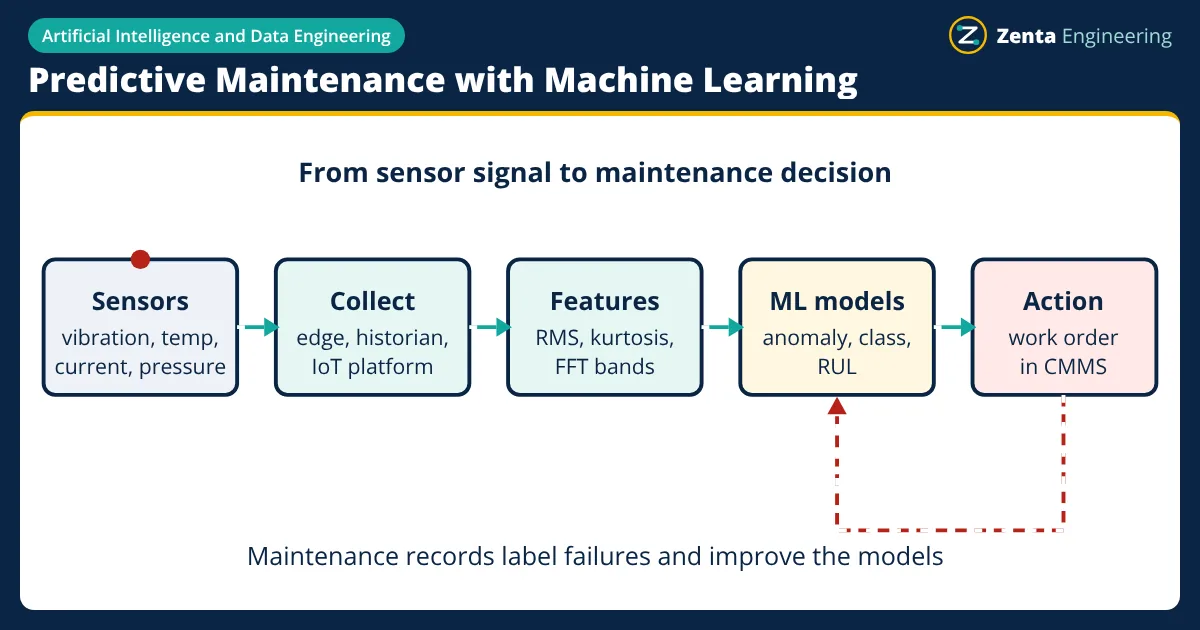 Artificial Intelligence and Data Engineering
Zenta Engineering
Predictive Maintenance with Machine Learning
From sensor signal to maintenance decision
Sensors
vibration, temp,
current, pressure
Collect
edge, historian,
IoT platform
Features
RMS, kurtosis,
FFT bands
ML models
anomaly, class,
RUL
Action
work order
in CMMS
Maintenance records label failures and improve the models